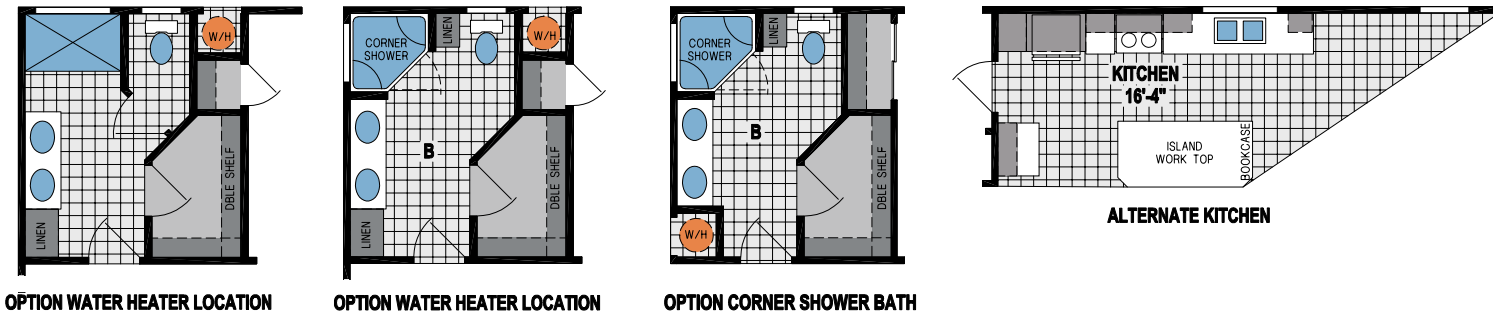 W/H
DBLE SHELF
LINEN
OPTION WATER HEATER LOCATION
CORNER
SHOWER
LINEN
W/H
B
DBLE SHELF
LINEN
OPTION WATER HEATER LOCATION
CORNER
SHOWER
LINEN
B
W/H
DBLE SHELF
OPTION CORNER SHOWER BATH
KITCHEN
16'-4"
ISLAND
WORK TOP
BOOKCASE
ALTERNATE KITCHEN